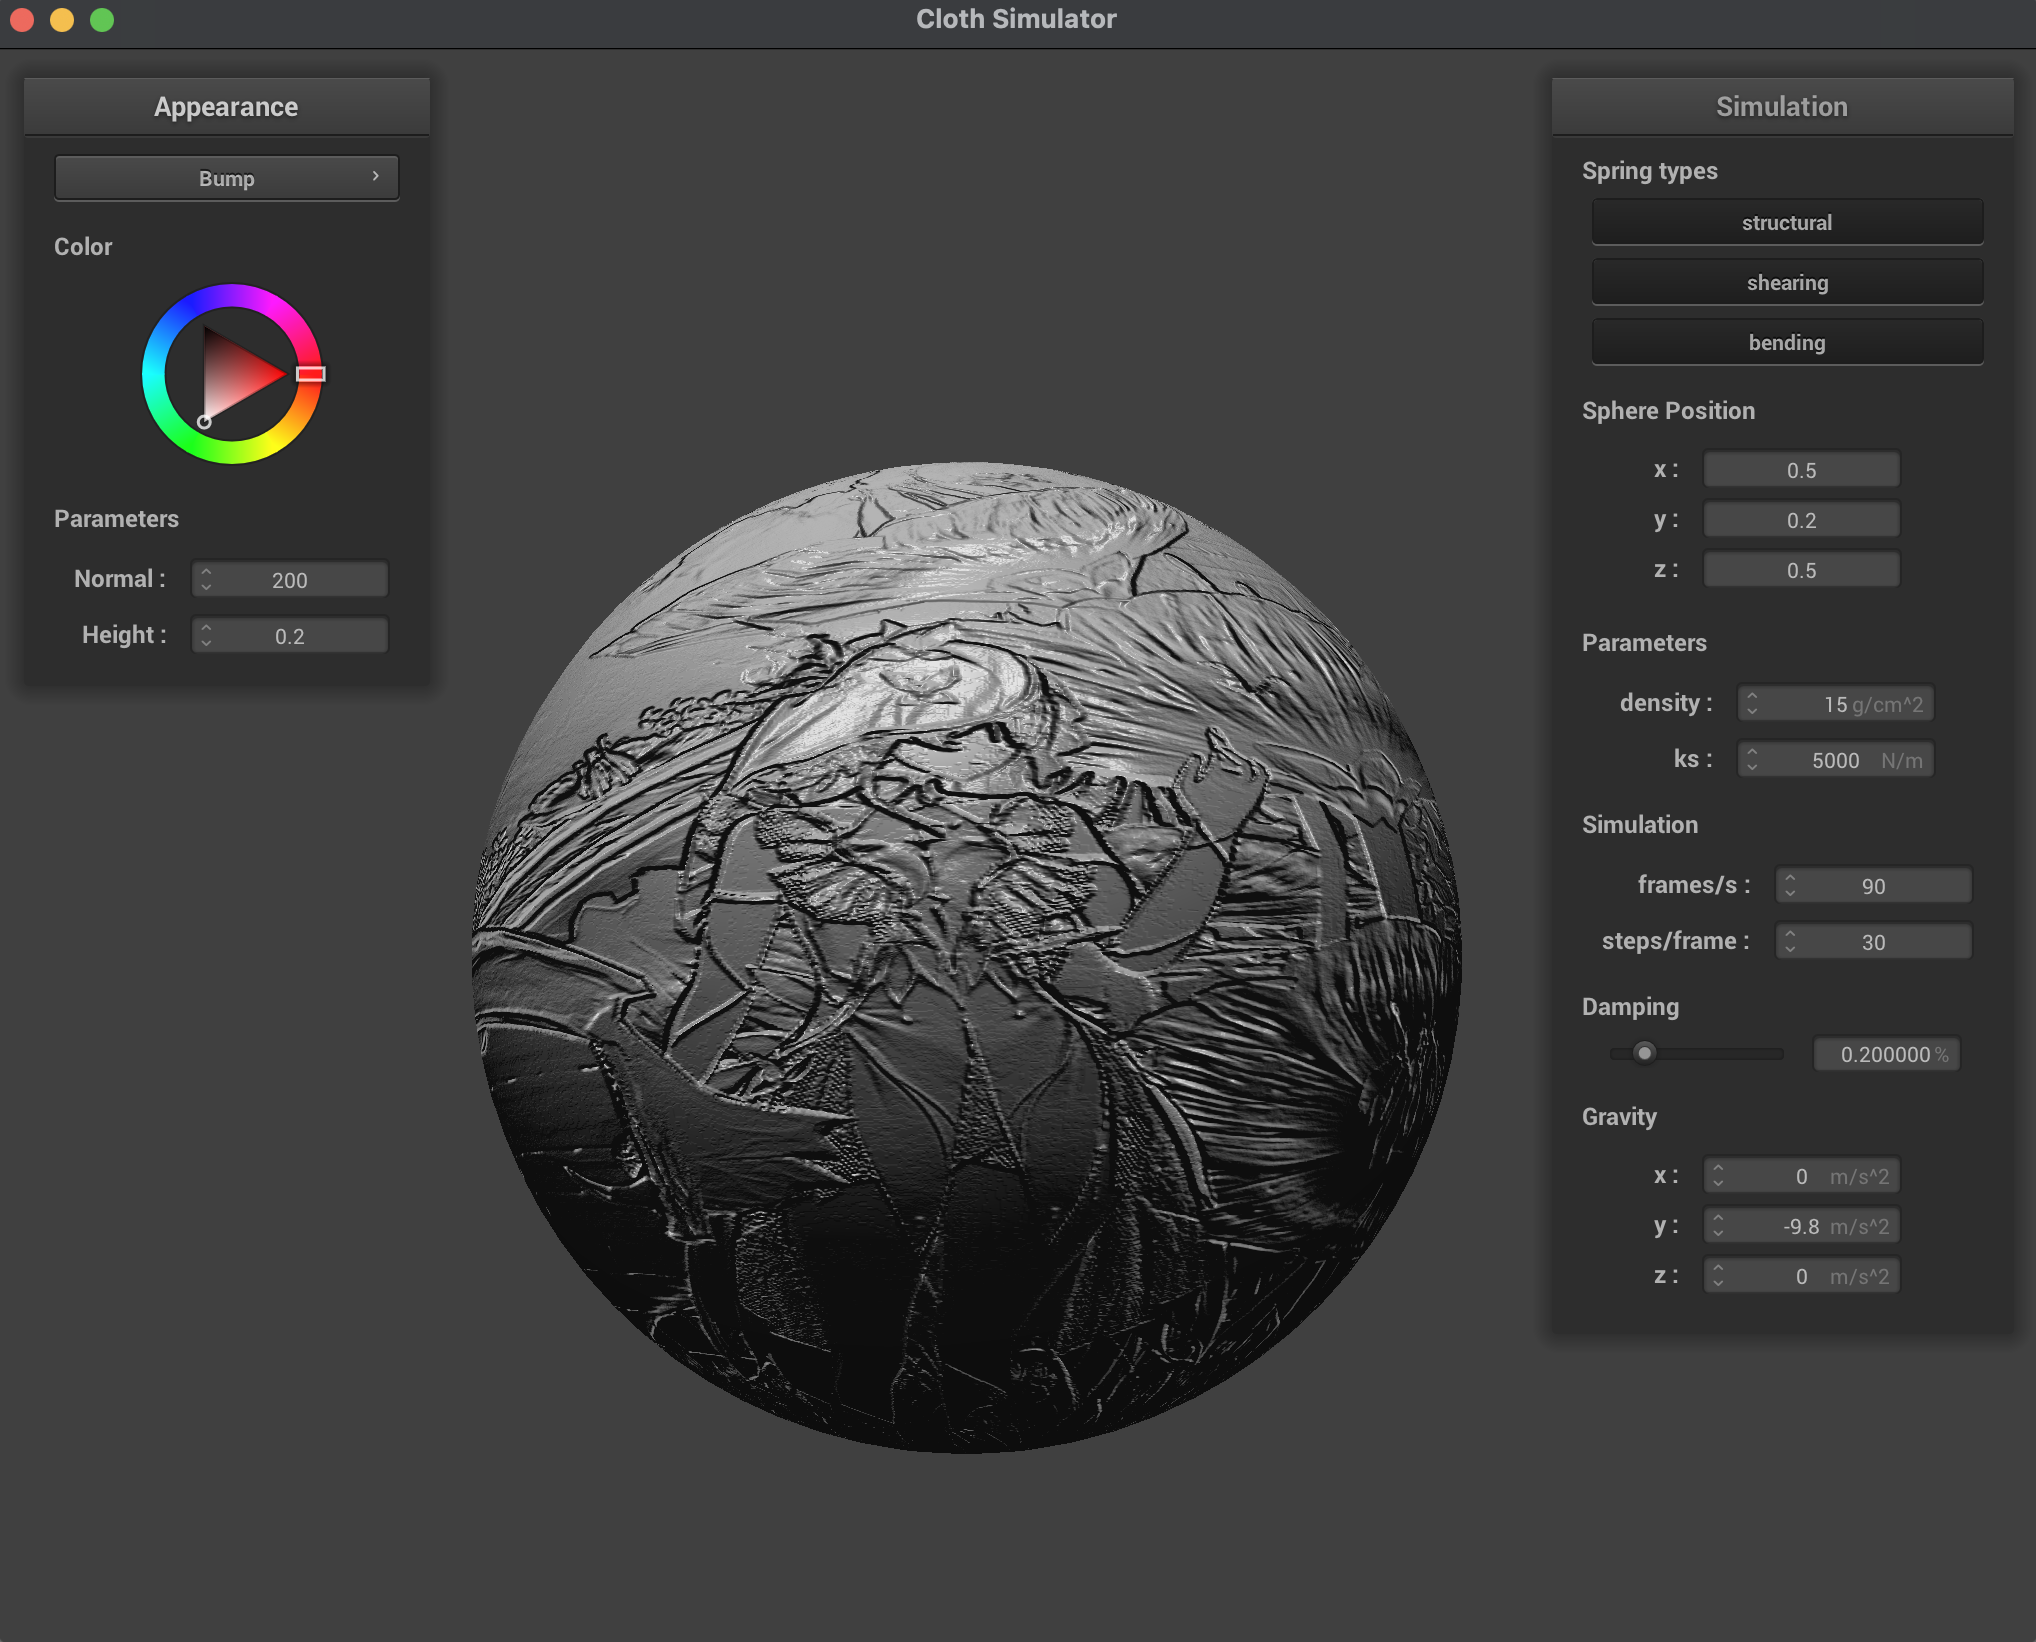 Cloth Simulator
Appearance
Bump
Color
Parameters
Normal : 200
Height : 0.2
Simulation
Spring types
structural
shearing
bending
Sphere Position
x : 0.5
y : 0.2
z : 0.5
Parameters
density : 15 g/cm^2
ks : 5000 N/m
Simulation
frames/s : 90
steps/frame : 30
Damping
0.200000 %
Gravity
x : 0 m/s^2
y : -9.8 m/s^2
z : 0 m/s^2